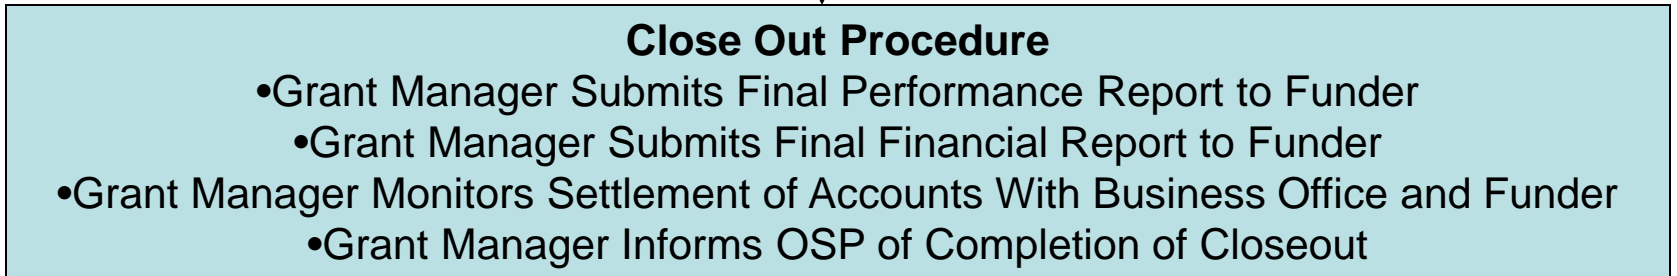 Close Out Procedure
•Grant Manager Submits Final Performance Report to Funder
•Grant Manager Submits Final Financial Report to Funder
•Grant Manager Monitors Settlement of Accounts With Business Office and Funder
•Grant Manager Informs OSP of Completion of Closeout